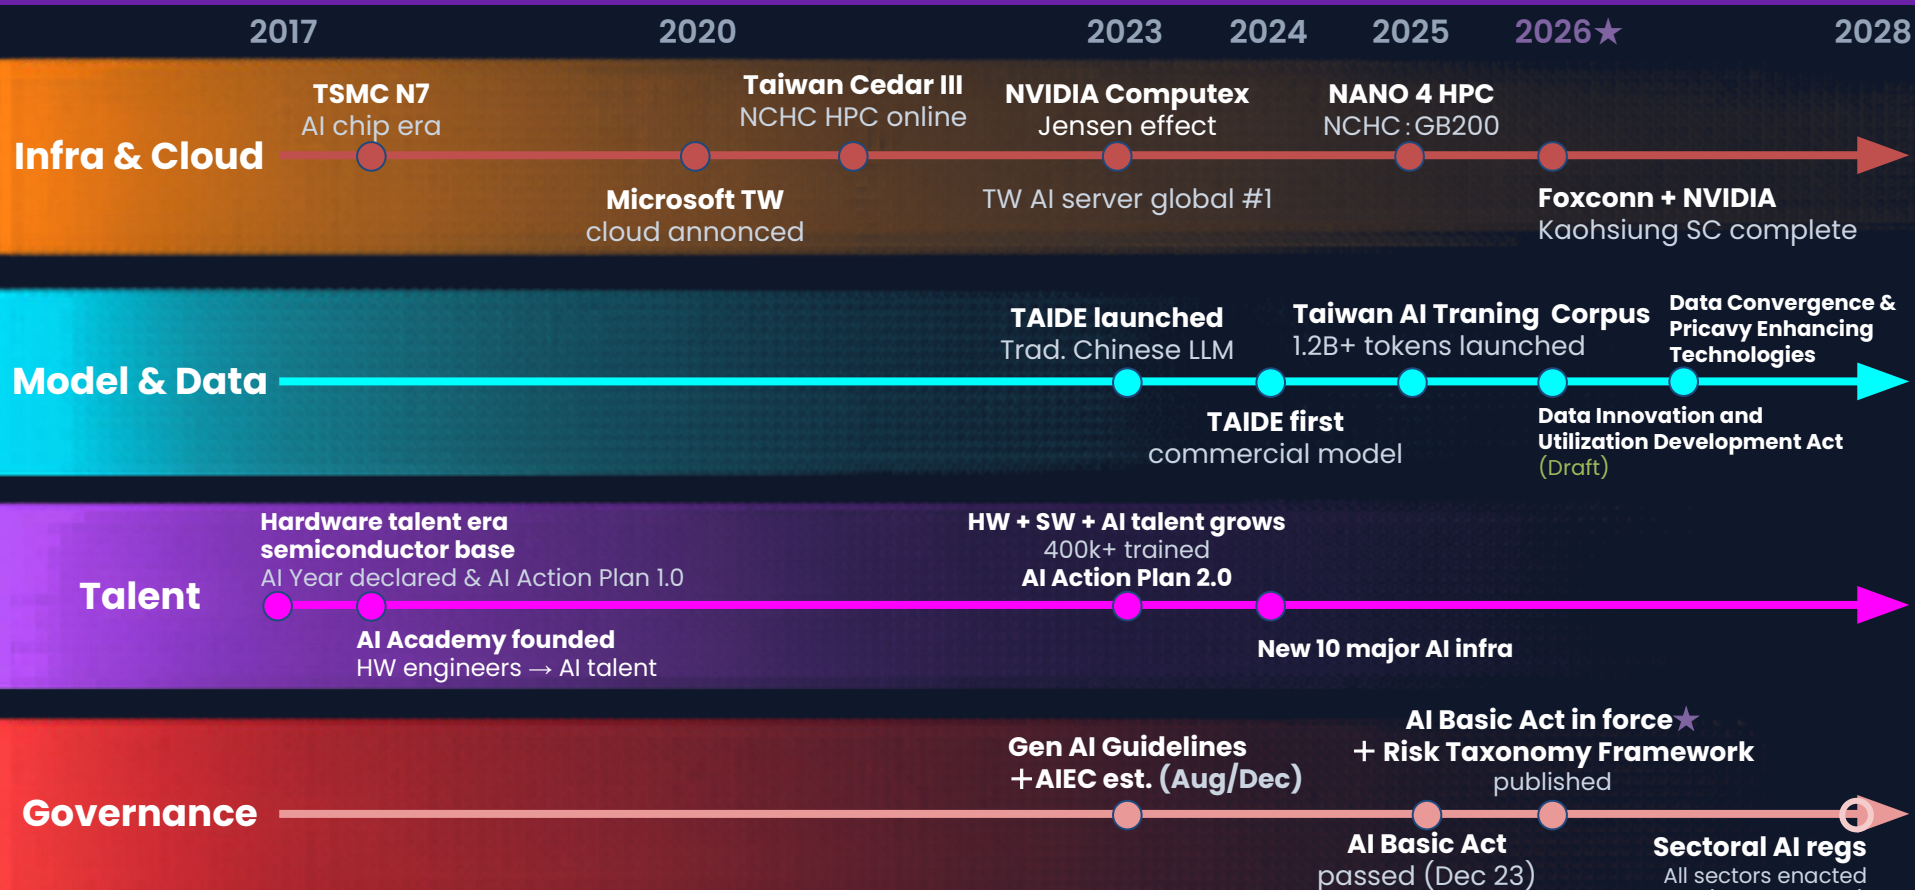 2017 2020 2023 2024 2025 2026★ 2028
Infra & Cloud
TSMC N7
AI chip era
Microsoft TW
cloud annonced
Taiwan Cedar III
NCHC HPC online
NVIDIA Computex
Jensen effect
TW AI server global #1
NANO 4 HPC
NCHC:GB200
Foxconn + NVIDIA
Kaohsiung SC complete
Model & Data
TAIDE launched
Trad. Chinese LLM
TAIDE first
commercial model
Taiwan AI Traning Corpus
1.2B+ tokens launched
Data Innovation and
Utilization Development Act
(Draft)
Data Convergence &
Pricavy Enhancing
Technologies
Talent
Hardware talent era
semiconductor base
AI Year declared & AI Action Plan 1.0
AI Academy founded
HW engineers → AI talent
HW + SW + AI talent grows
400k+ trained
AI Action Plan 2.0
New 10 major AI infra
Governance
Gen AI Guidelines
+AIEC est. (Aug/Dec)
AI Basic Act
passed (Dec 23)
AI Basic Act in force★
+ Risk Taxonomy Framework
published
Sectoral AI regs
All sectors enacted